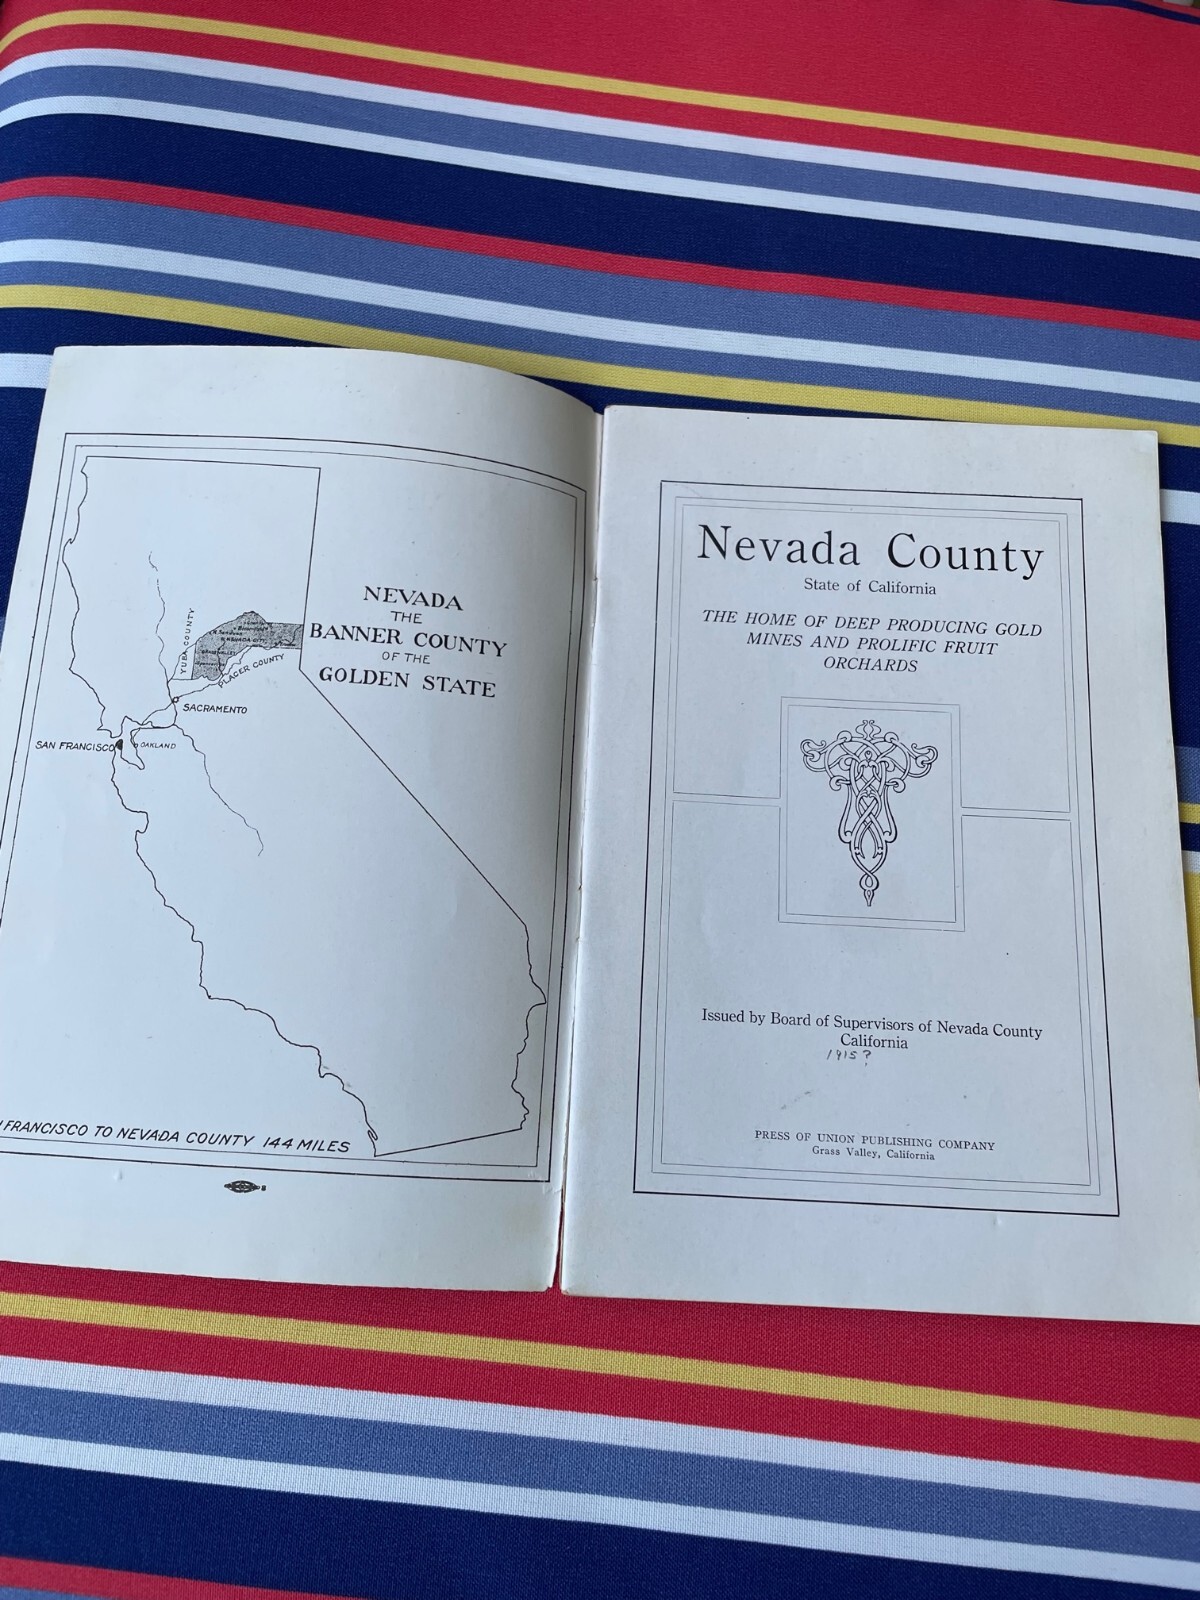 NEVADA
THE
BANNER COUNTY
OF THE
GOLDEN STATE
YUBA COUNTY
NEVADA CITY
PLACER COUNTY
SACRAMENTO
SAN FRANCISCO
OAKLAND
FRANCISCO TO NEVADA COUNTY 144 MILES
Nevada County
State of California
THE HOME OF DEEP PRODUCING GOLD
MINES AND PROLIFIC FRUIT
ORCHARDS
Issued by Board of Supervisors of Nevada County
California
1915?
PRESS OF UNION PUBLISHING COMPANY
Grass Valley, California